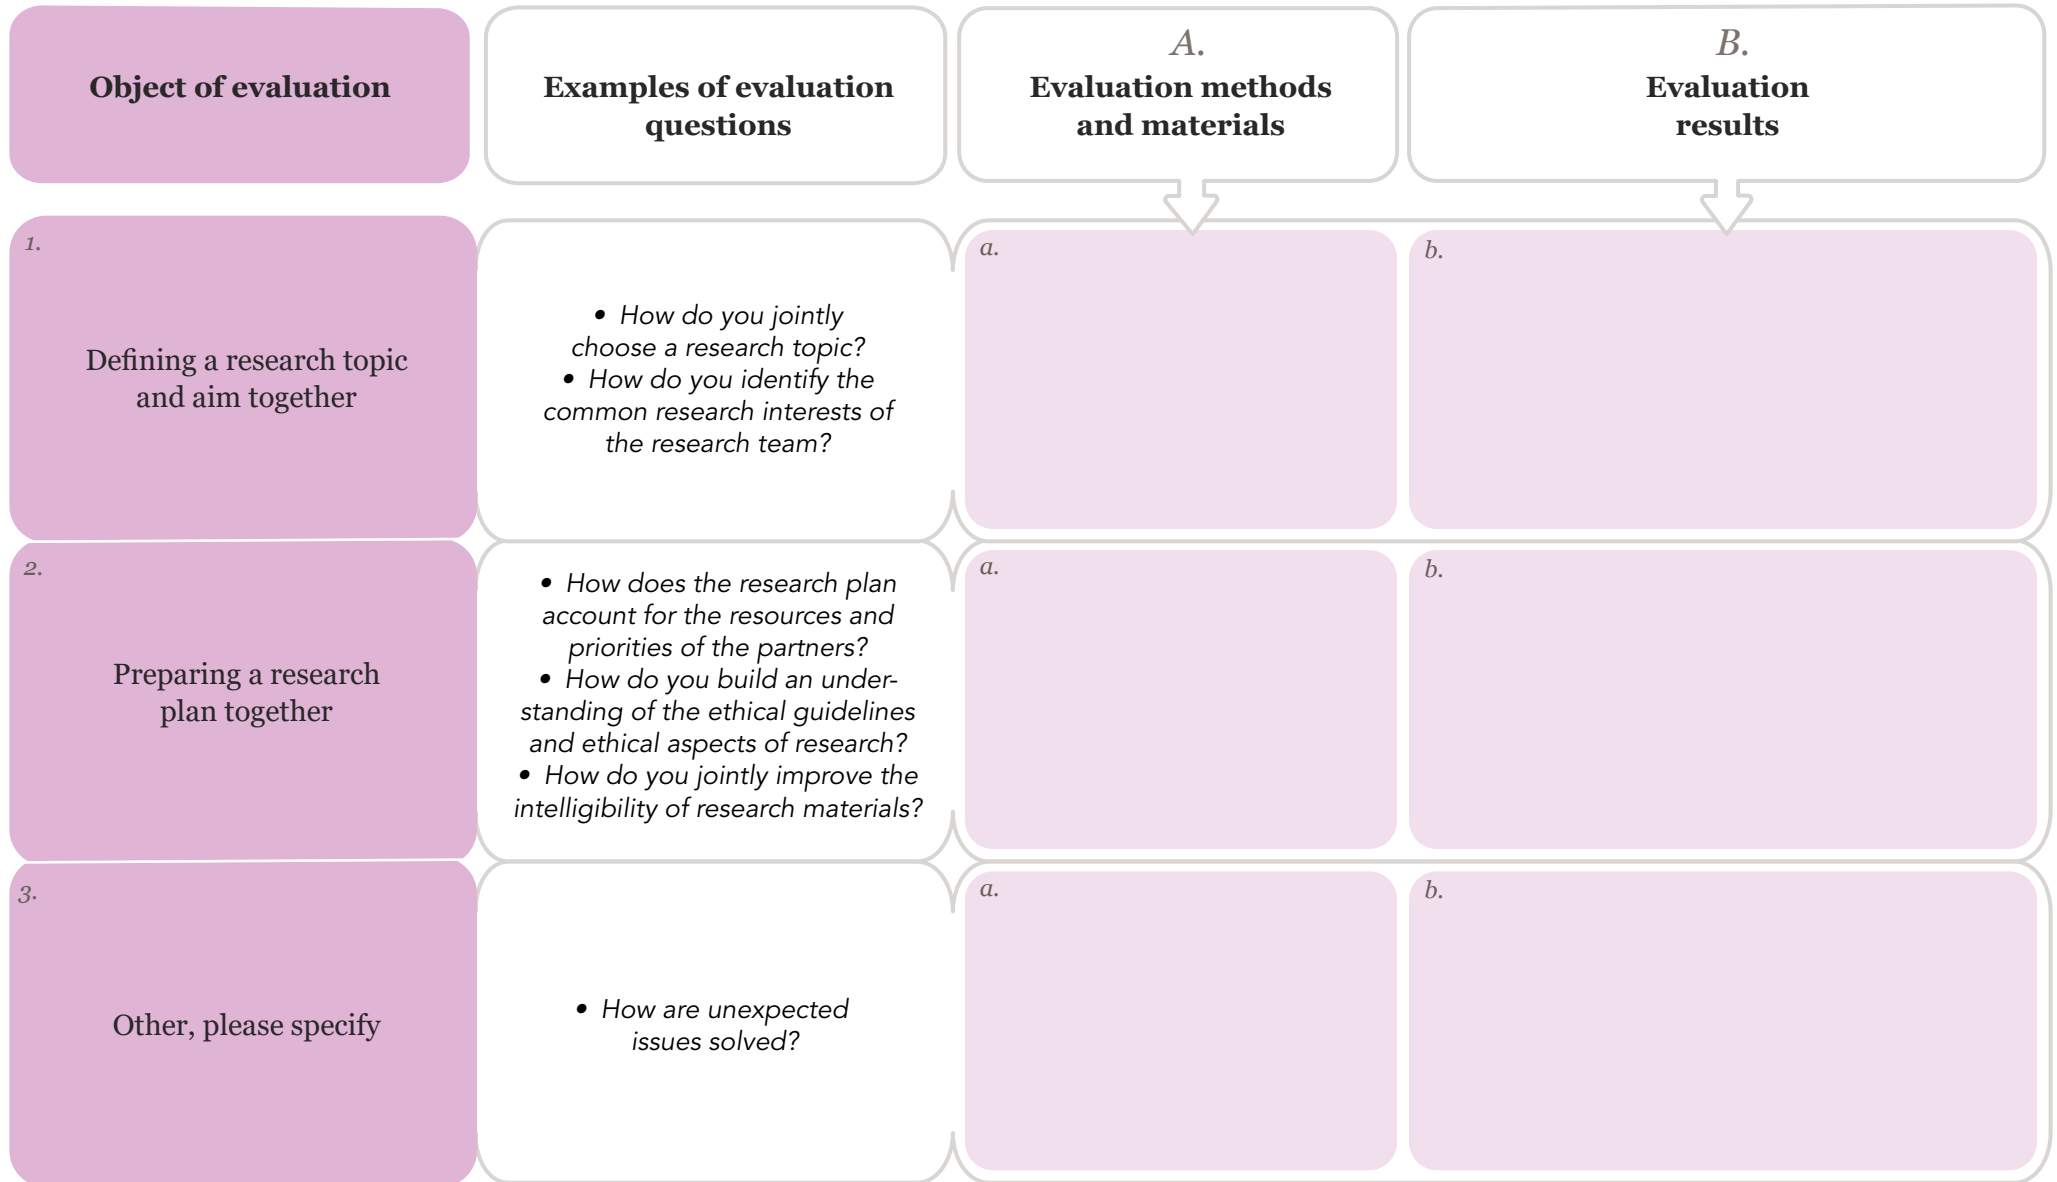 Object of evaluation
Examples of evaluation
questions
A.
Evaluation methods
and materials
B.
Evaluation
results
1.
Defining a research topic
and aim together
• How do you jointly
choose a research topic?
• How do you identify the
common research interests of
the research team?
a.
b.
2.
Preparing a research
plan together
• How does the research plan
account for the resources and
priorities of the partners?
• How do you build an under-
standing of the ethical guidelines
and ethical aspects of research?
• How do you jointly improve the
intelligibility of research materials?
a.
b.
3.
Other, please specify
• How are unexpected
issues solved?
a.
b.